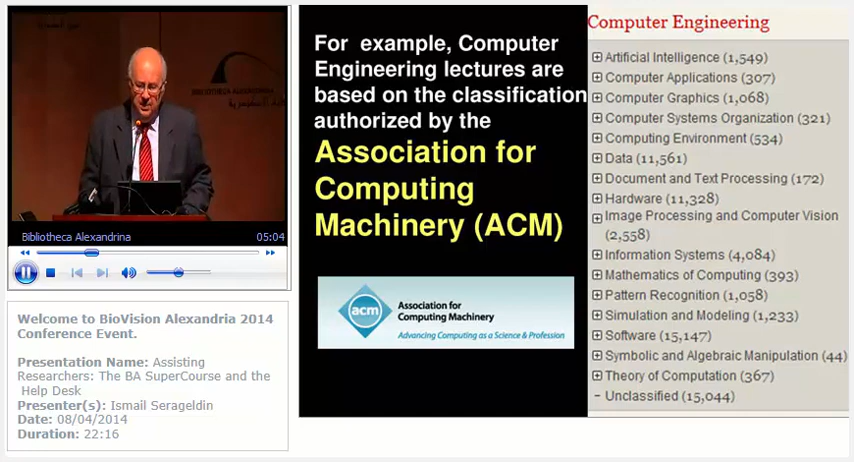 BIBLIOTHECA ALEXANDRINA
Bibliotheca Alexandrina
05:04
Welcome to BioVision Alexandria 2014
Conference Event.
Presentation Name: Assisting
Researchers: The BA SuperCourse and the
Help Desk
Presenter(s): Ismail Serageldin
Date: 08/04/2014
Duration: 22:16
For example, Computer
Engineering lectures are
based on the classification
authorized by the
Association for
Computing
Machinery (ACM)
acm
Association for
Computing Machinery
Advancing Computing as a Science & Profession
Computer Engineering
Artificial Intelligence (1,549)
Computer Applications (307)
Computer Graphics (1,068)
Computer Systems Organization (321)
Computing Environment (534)
Data (11,561)
Document and Text Processing (172)
Hardware (11,328)
Image Processing and Computer Vision
(2,558)
Information Systems (4,084)
Mathematics of Computing (393)
Pattern Recognition (1,058)
Simulation and Modeling (1,233)
Software (15,147)
Symbolic and Algebraic Manipulation (44)
Theory of Computation (367)
– Unclassified (15,044)